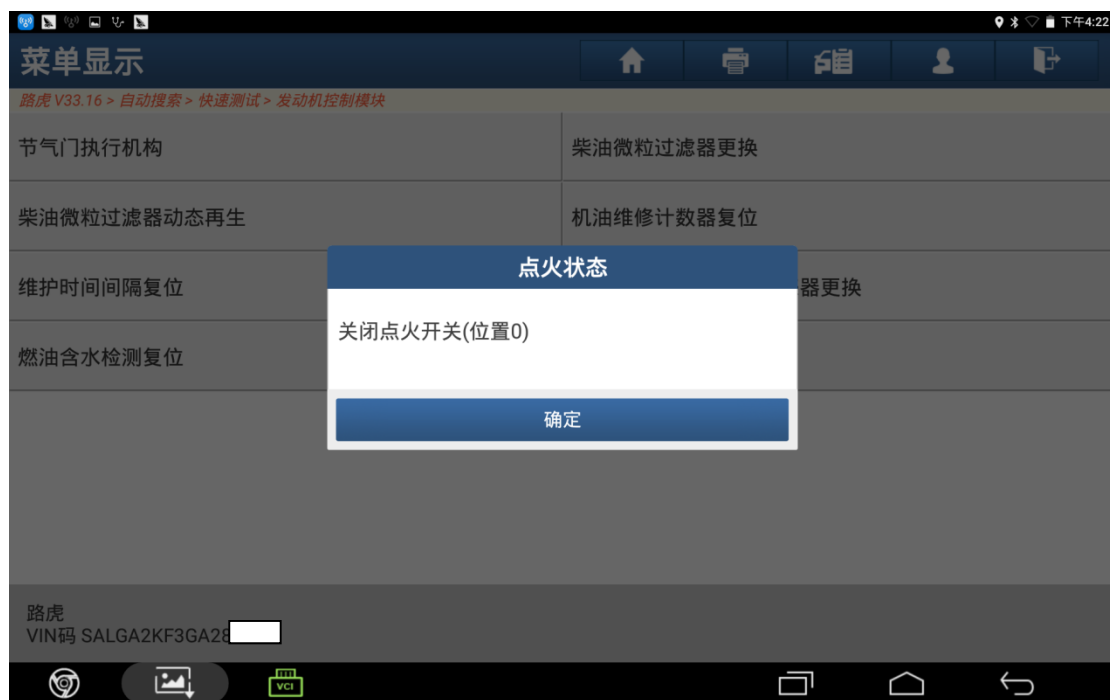 下午4:22
菜单显示
路虎 V33.16 > 自动搜索 > 快速测试 > 发动机控制模块
节气门执行机构
柴油微粒过滤器更换
柴油微粒过滤器动态再生
机油维修计数器复位
点火状态
维护时间间隔复位
器更换
关闭点火开关(位置0)
燃油含水检测复位
确定
路虎
VIN码 SALGA2KF3GA28
VCI